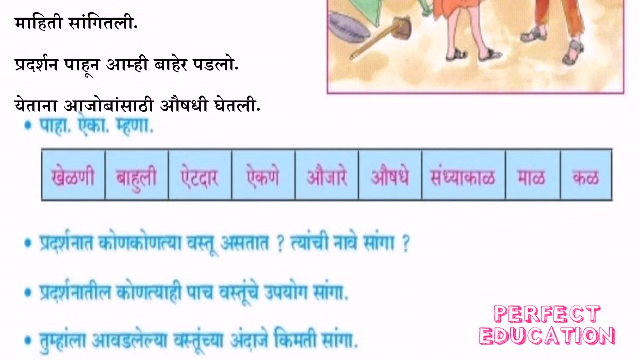 माहिती सांगितली.
प्रदर्शन पाहून आम्ही बाहेर पडलो.
येताना आजोबांसाठी औषधी घेतली.
• पाहा. ऐका. म्हणा.
खेळणी बाहुली ऐटदार ऐकणे औजारे औषधे संध्याकाळ माळ कळ
• प्रदर्शनात कोणकोणत्या वस्तू असतात ? त्यांची नावे सांगा ?
• प्रदर्शनातील कोणत्याही पाच वस्तूंचे उपयोग सांगा.
• तुम्हांला आवडलेल्या वस्तूंच्या अंदाजे किमती सांगा.
PERFECT
EDUCATION